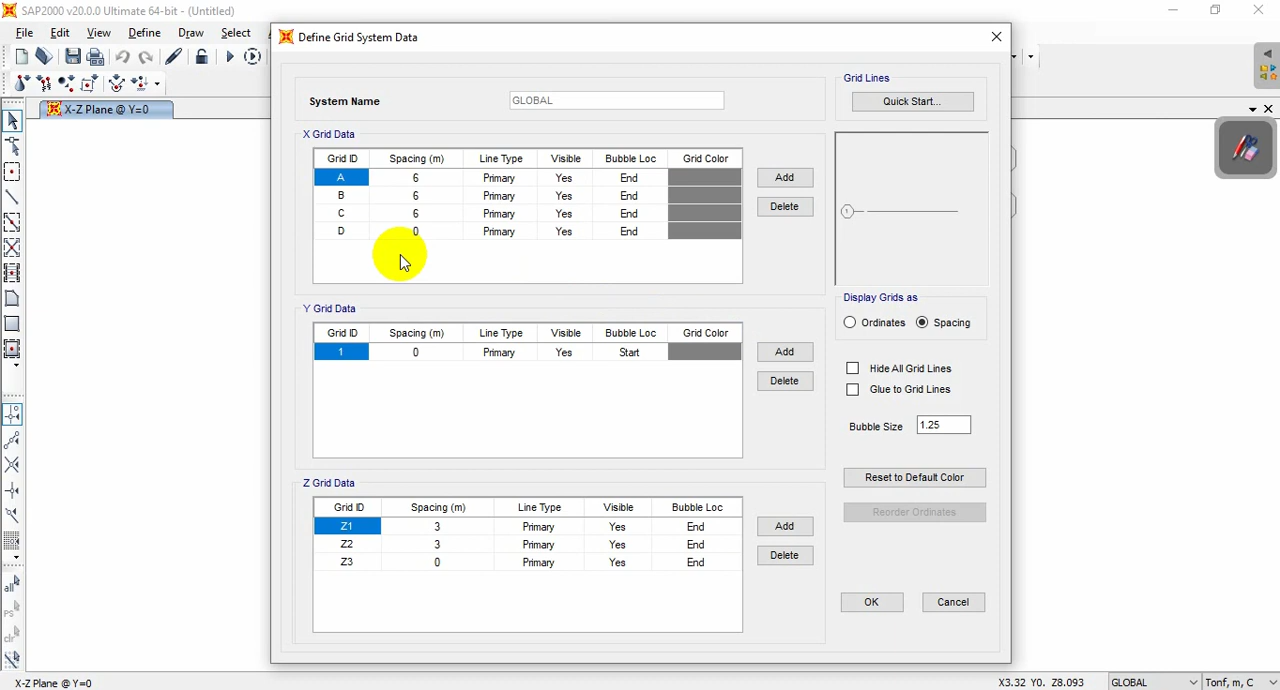 SAP2000 v20.0.0 Ultimate 64-bit - (Untitled)
File Edit View Define Draw Select
X-Z Plane @ Y=0
Define Grid System Data
System Name GLOBAL
Grid Lines
Quick Start...
X Grid Data
Grid ID Spacing (m) Line Type Visible Bubble Loc Grid Color
A 6 Primary Yes End
B 6 Primary Yes End
C 6 Primary Yes End
D 0 Primary Yes End
Add
Delete
1
Y Grid Data
Grid ID Spacing (m) Line Type Visible Bubble Loc Grid Color
1 0 Primary Yes Start
Add
Delete
Display Grids as
Ordinates Spacing
Hide All Grid Lines
Glue to Grid Lines
Bubble Size 1.25
Reset to Default Color
Reorder Ordinates
Z Grid Data
Grid ID Spacing (m) Line Type Visible Bubble Loc
Z1 3 Primary Yes End
Z2 3 Primary Yes End
Z3 0 Primary Yes End
Add
Delete
OK Cancel
all
PS
clr
X-Z Plane @ Y=0 X3.32 Y0. Z8.093 GLOBAL Tonf, m, C